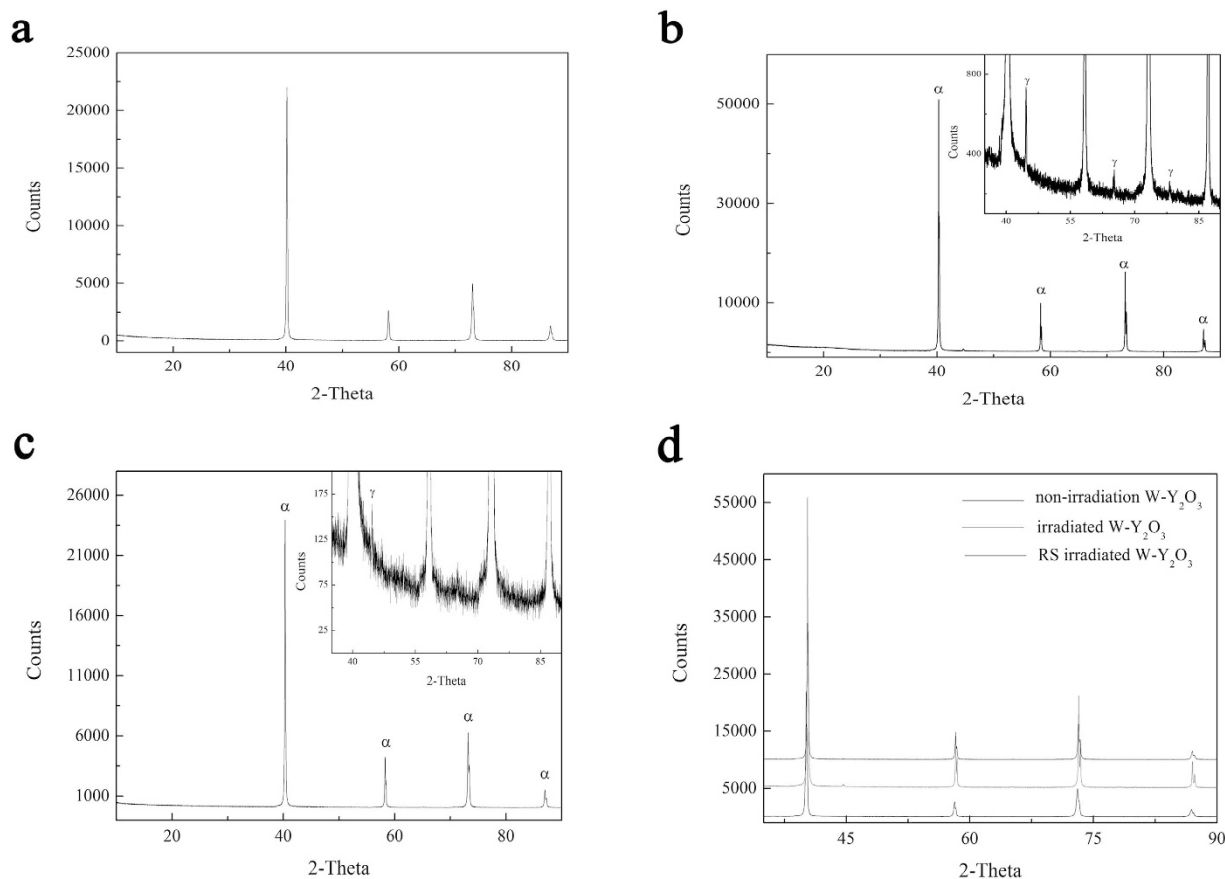 a
25000
20000
15000
10000
5000
0
Counts
20 40 60 80
2-Theta
b
50000
30000
10000
Counts
α
α
α
α
20 40 60 80
2-Theta
800
400
Counts
γ
γ
γ
40 55 70 85
2-Theta
c
26000
21000
16000
11000
6000
1000
Counts
α
α
α
α
20 40 60 80
2-Theta
175
125
75
25
Counts
γ
40 55 70 85
2-Theta
d
55000
45000
35000
25000
15000
5000
Counts
non-irradiation W-Y₂O₃
irradiated W-Y₂O₃
RS irradiated W-Y₂O₃
45 75 90
2-Theta